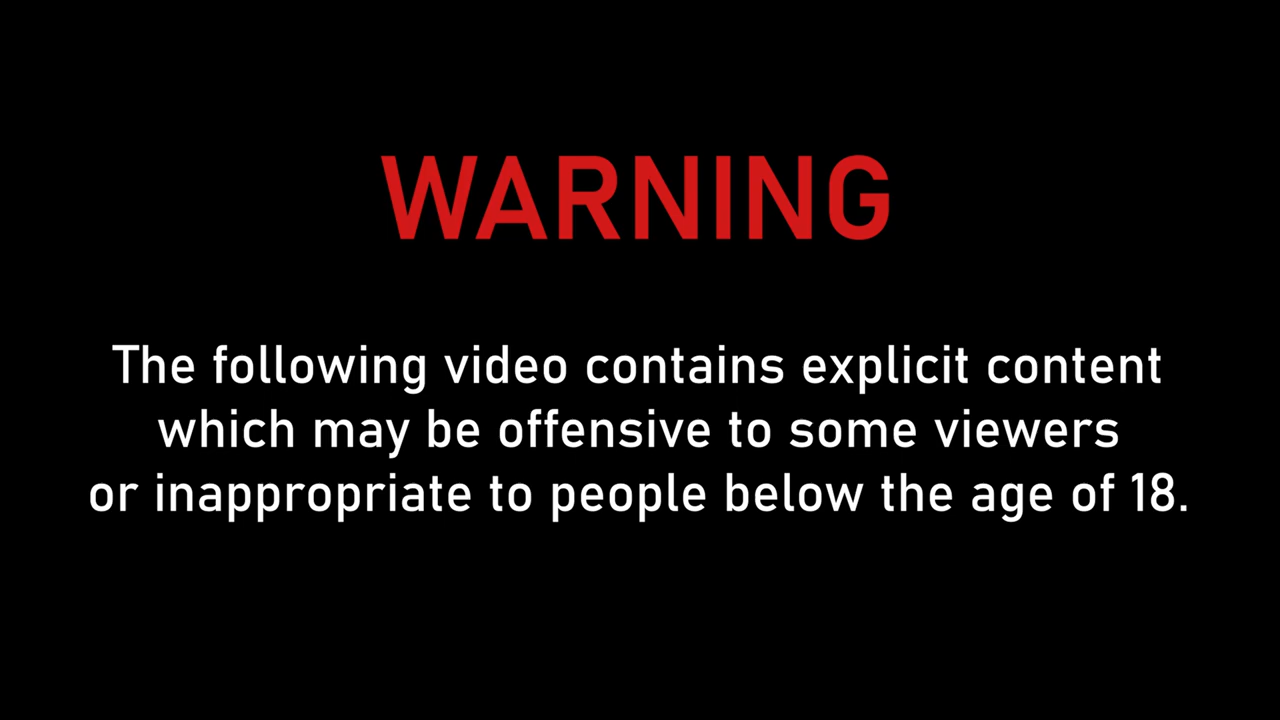 WARNING
The following video contains explicit content
which may be offensive to some viewers
or inappropriate to people below the age of 18.